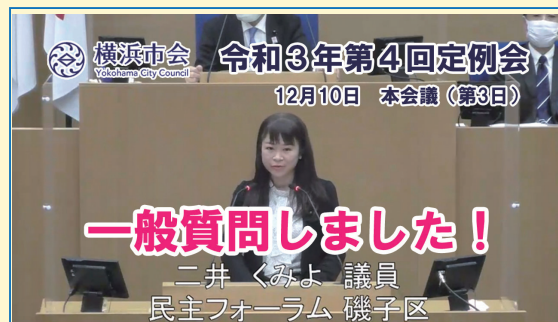 横浜市会
Yokohama City Council
令和3年第4回定例会
12月10日 本会議(第3日)
一般質問しました!
二井 くみよ 議員
民主フォーラム 磯子区